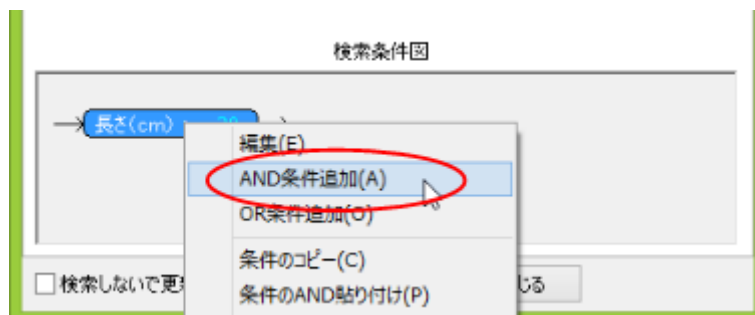 検索条件図
長さ(cm)
編集(E)
AND条件追加(A)
OR条件追加(O)
条件のコピー(C)
条件のAND貼り付け(P)
検索しないで更
じる